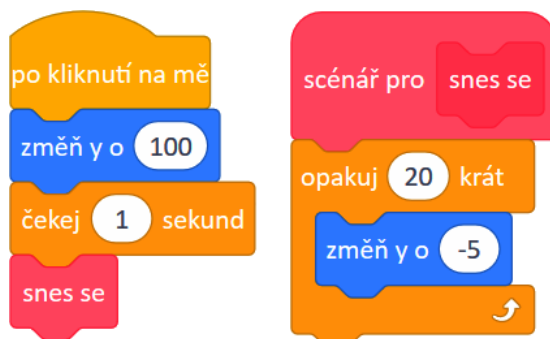 po kliknutí na mě
změň y o 100
čekej 1 sekund
snes se
scénář pro snes se
opakuj 20 krát
změň y o -5